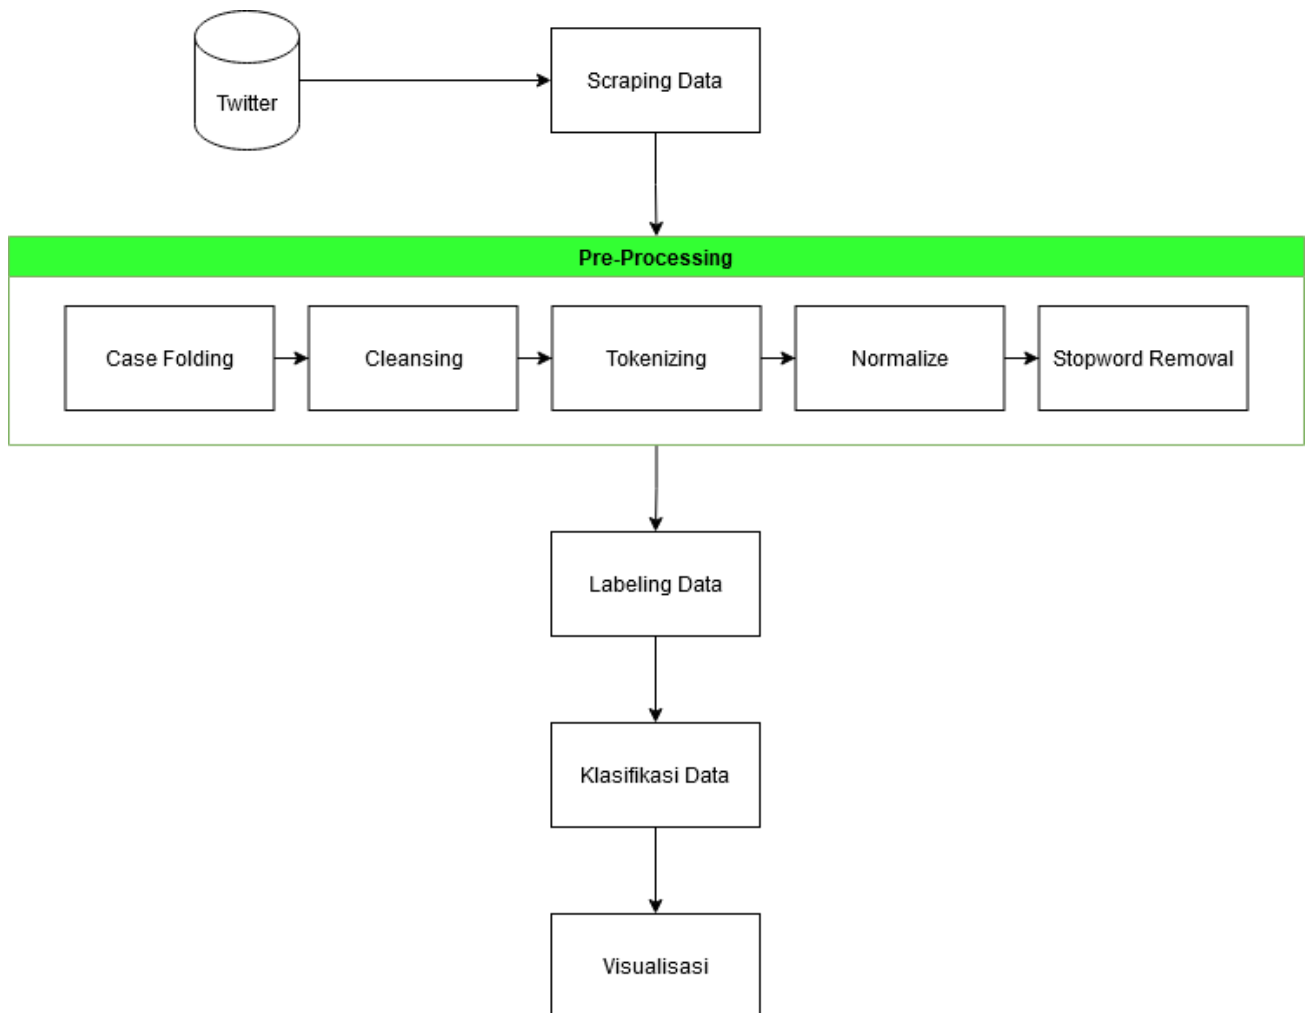 Twitter
Scraping Data
Pre-Processing
Case Folding
Cleansing
Tokenizing
Normalize
Stopword Removal
Labeling Data
Klasifikasi Data
Visualisasi